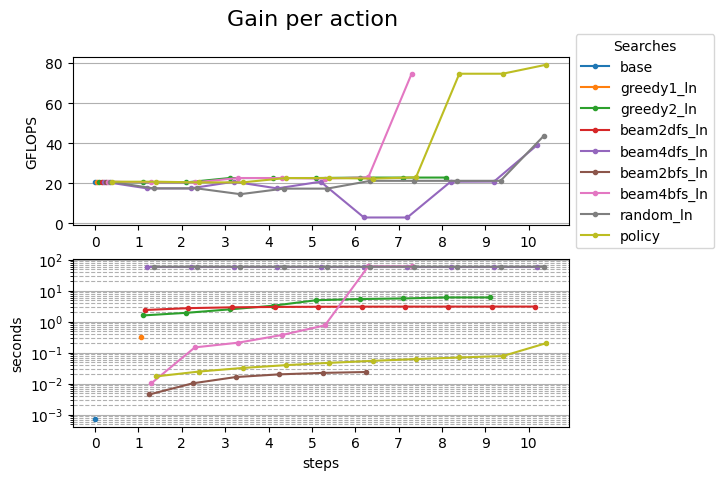 Gain per action
Searches
base
greedy1_ln
greedy2_ln
beam2dfs_ln
beam4dfs_ln
beam2bfs_ln
beam4bfs_ln
random_ln
policy
GFLOPS
80
60
40
20
0
0 1 2 3 4 5 6 7 8 9 10
seconds
10²
10¹
10⁰
10⁻¹
10⁻²
10⁻³
0 1 2 3 4 5 6 7 8 9 10
steps